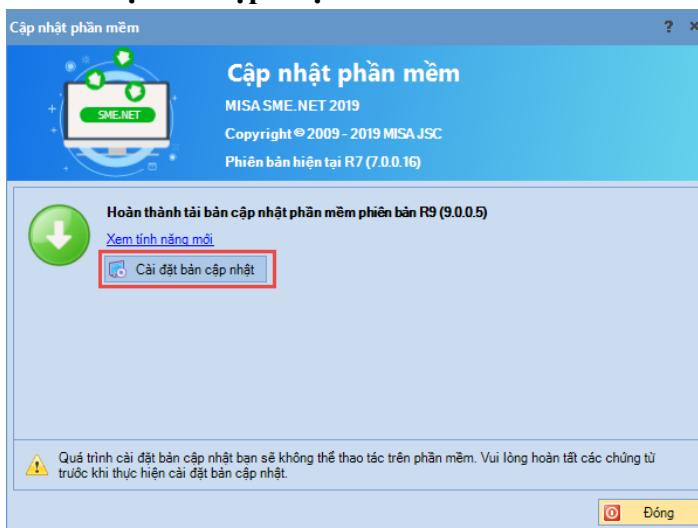 Cập nhật phần mềm
SME.NET
Cập nhật phần mềm
MISA SME.NET 2019
Copyright © 2009 - 2019 MISA JSC
Phiên bản hiện tại R7 (7.0.0.16)
Hoàn thành tải bản cập nhật phần mềm phiên bản R9 (9.0.0.5)
Xem tính năng mới
Cài đặt bản cập nhật
Quá trình cài đặt bản cập nhật bạn sẽ không thể thao tác trên phần mềm. Vui lòng hoàn tất các chứng từ
trước khi thực hiện cài đặt bản cập nhật.
Đóng